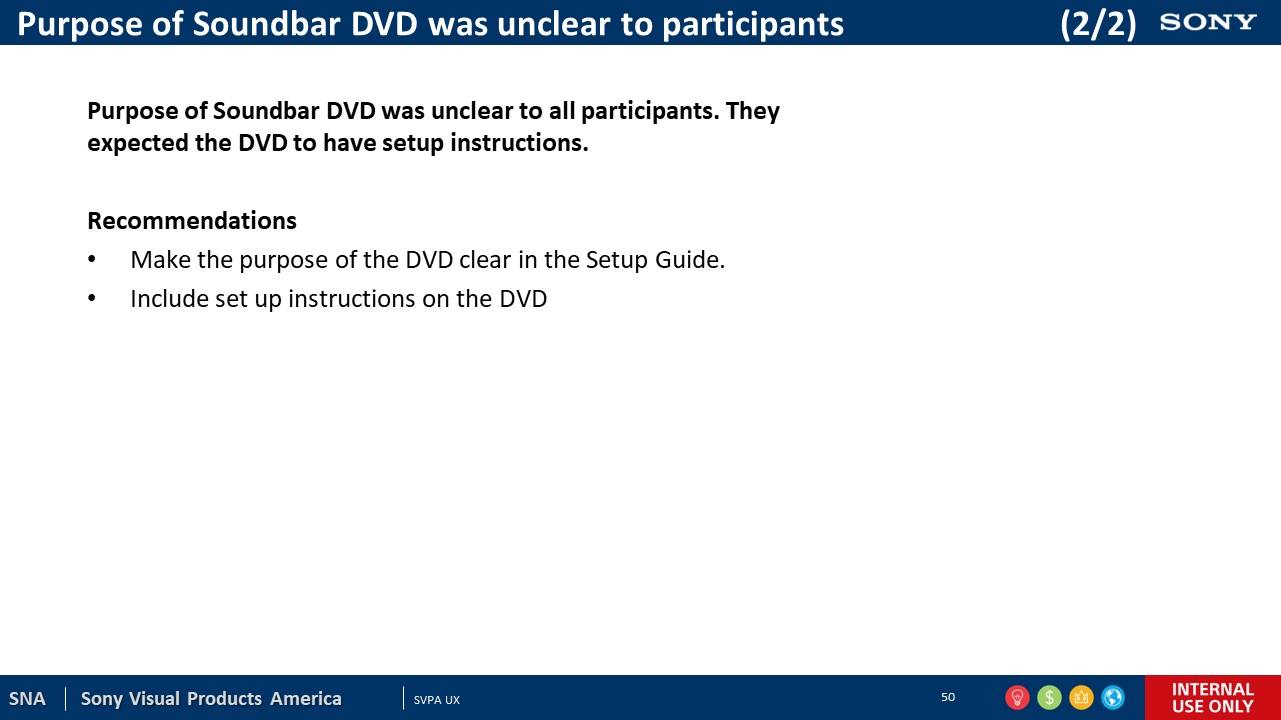 Purpose of Soundbar DVD was unclear to participants (2/2) SONY
Purpose of Soundbar DVD was unclear to all participants. They
expected the DVD to have setup instructions.
Recommendations
• Make the purpose of the DVD clear in the Setup Guide.
• Include set up instructions on the DVD
SNA Sony Visual Products America SVPA UX 50 $ INTERNAL
USE ONLY